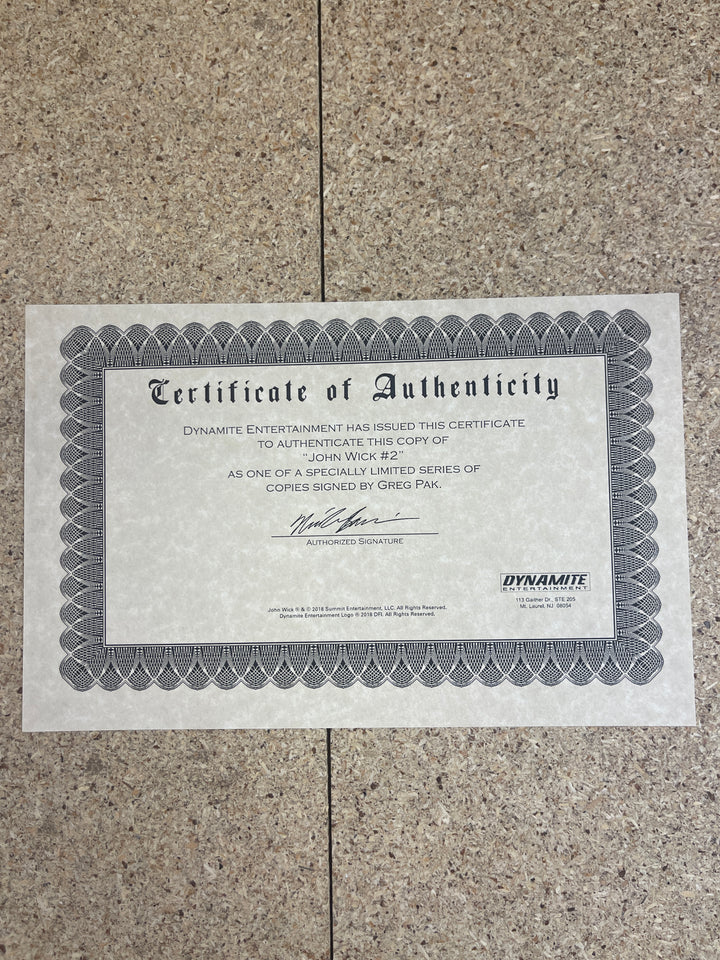 Certificate of Authenticity
Dynamite Entertainment has issued this certificate
to authenticate this copy of
"John Wick #2"
as one of a specially limited series of
copies signed by Greg Pak.
Authorized Signature
DYNAMITE
ENTERTAINMENT
113 Gaither Dr., STE 205
Mt. Laurel, NJ 08054
John Wick ® & © 2018 Summit Entertainment, LLC. All Rights Reserved.
Dynamite Entertainment Logo ® 2018 DFI. All Rights Reserved.